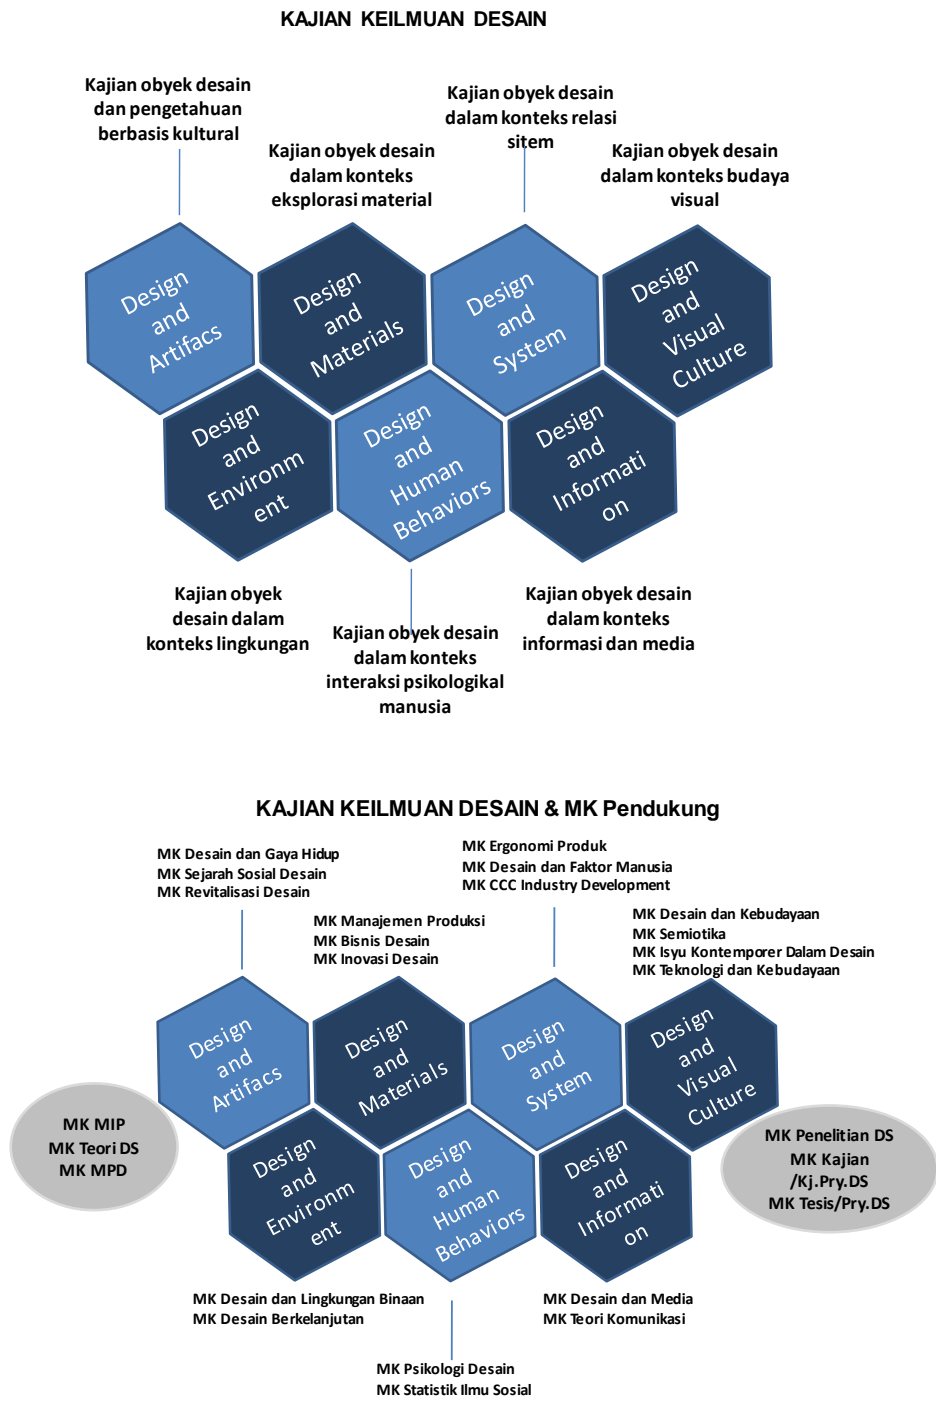 KAJIAN KEILMUAN DESAIN
Kajian obyek desain
dan pengetahuan
berbasis kultural
Kajian obyek desain
dalam konteks
eksplorasi material
Kajian obyek desain
dalam konteks relasi
sitem
Kajian obyek desain
dalam konteks budaya
visual
Design
and
Artifacs
Design
and
Materials
Design
and
System
Design
and
Visual
Culture
Design
and
Environm
ent
Design
and
Human
Behaviors
Design
and
Informati
on
Kajian obyek
desain dalam
konteks lingkungan
Kajian obyek desain
dalam konteks
interaksi psikologikal
manusia
Kajian obyek desain
dalam konteks
informasi dan media
KAJIAN KEILMUAN DESAIN & MK Pendukung
MK Desain dan Gaya Hidup
MK Sejarah Sosial Desain
MK Revitalisasi Desain
MK Manajemen Produksi
MK Bisnis Desain
MK Inovasi Desain
MK Ergonomi Produk
MK Desain dan Faktor Manusia
MK CCC Industry Development
MK Desain dan Kebudayaan
MK Semiotika
MK Isyu Kontemporer Dalam Desain
MK Teknologi dan Kebudayaan
Design
and
Artifacs
Design
and
Materials
Design
and
System
Design
and
Visual
Culture
MK MIP
MK Teori DS
MK MPD
Design
and
Environm
ent
Design
and
Human
Behaviors
Design
and
Informati
on
MK Penelitian DS
MK Kajian
/Kj.Pry.DS
MK Tesis/Pry.DS
MK Desain dan Lingkungan Binaan
MK Desain Berkelanjutan
MK Desain dan Media
MK Teori Komunikasi
MK Psikologi Desain
MK Statistik Ilmu Sosial